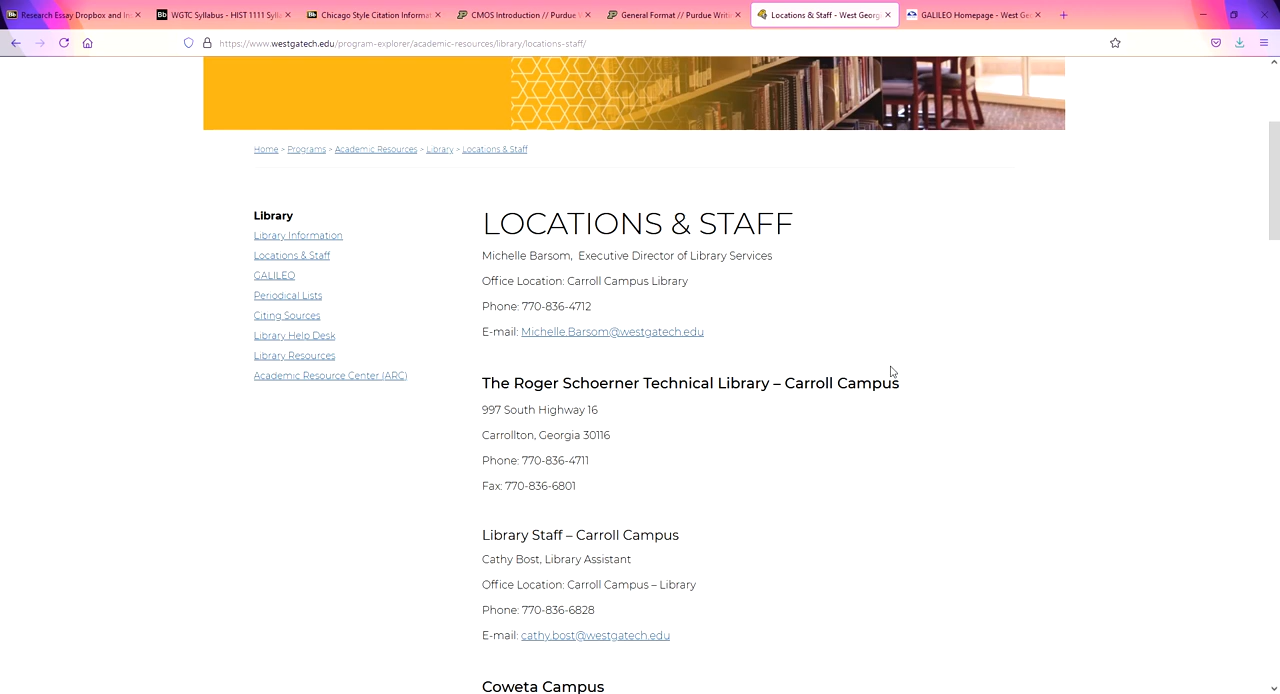 Research Essay Dropbox and In
WGTC Syllabus - HIST 1111 Syll
Chicago Style Citation Informat
CMOS Introduction // Purdue W
General Format // Purdue Writi
Locations & Staff - West Georg
GALILEO Homepage - West Ge
https://www.westgatech.edu/program-explorer/academic-resources/library/locations-staff/
Home > Programs > Academic Resources > Library > Locations & Staff
Library
Library Information
Locations & Staff
GALILEO
Periodical Lists
Citing Sources
Library Help Desk
Library Resources
Academic Resource Center (ARC)
LOCATIONS & STAFF
Michelle Barsom, Executive Director of Library Services
Office Location: Carroll Campus Library
Phone: 770-836-4712
E-mail: Michelle.Barsom@westgatech.edu
The Roger Schoerner Technical Library – Carroll Campus
997 South Highway 16
Carrollton, Georgia 30116
Phone: 770-836-4711
Fax: 770-836-6801
Library Staff – Carroll Campus
Cathy Bost, Library Assistant
Office Location: Carroll Campus – Library
Phone: 770-836-6828
E-mail: cathy.bost@westgatech.edu
Coweta Campus